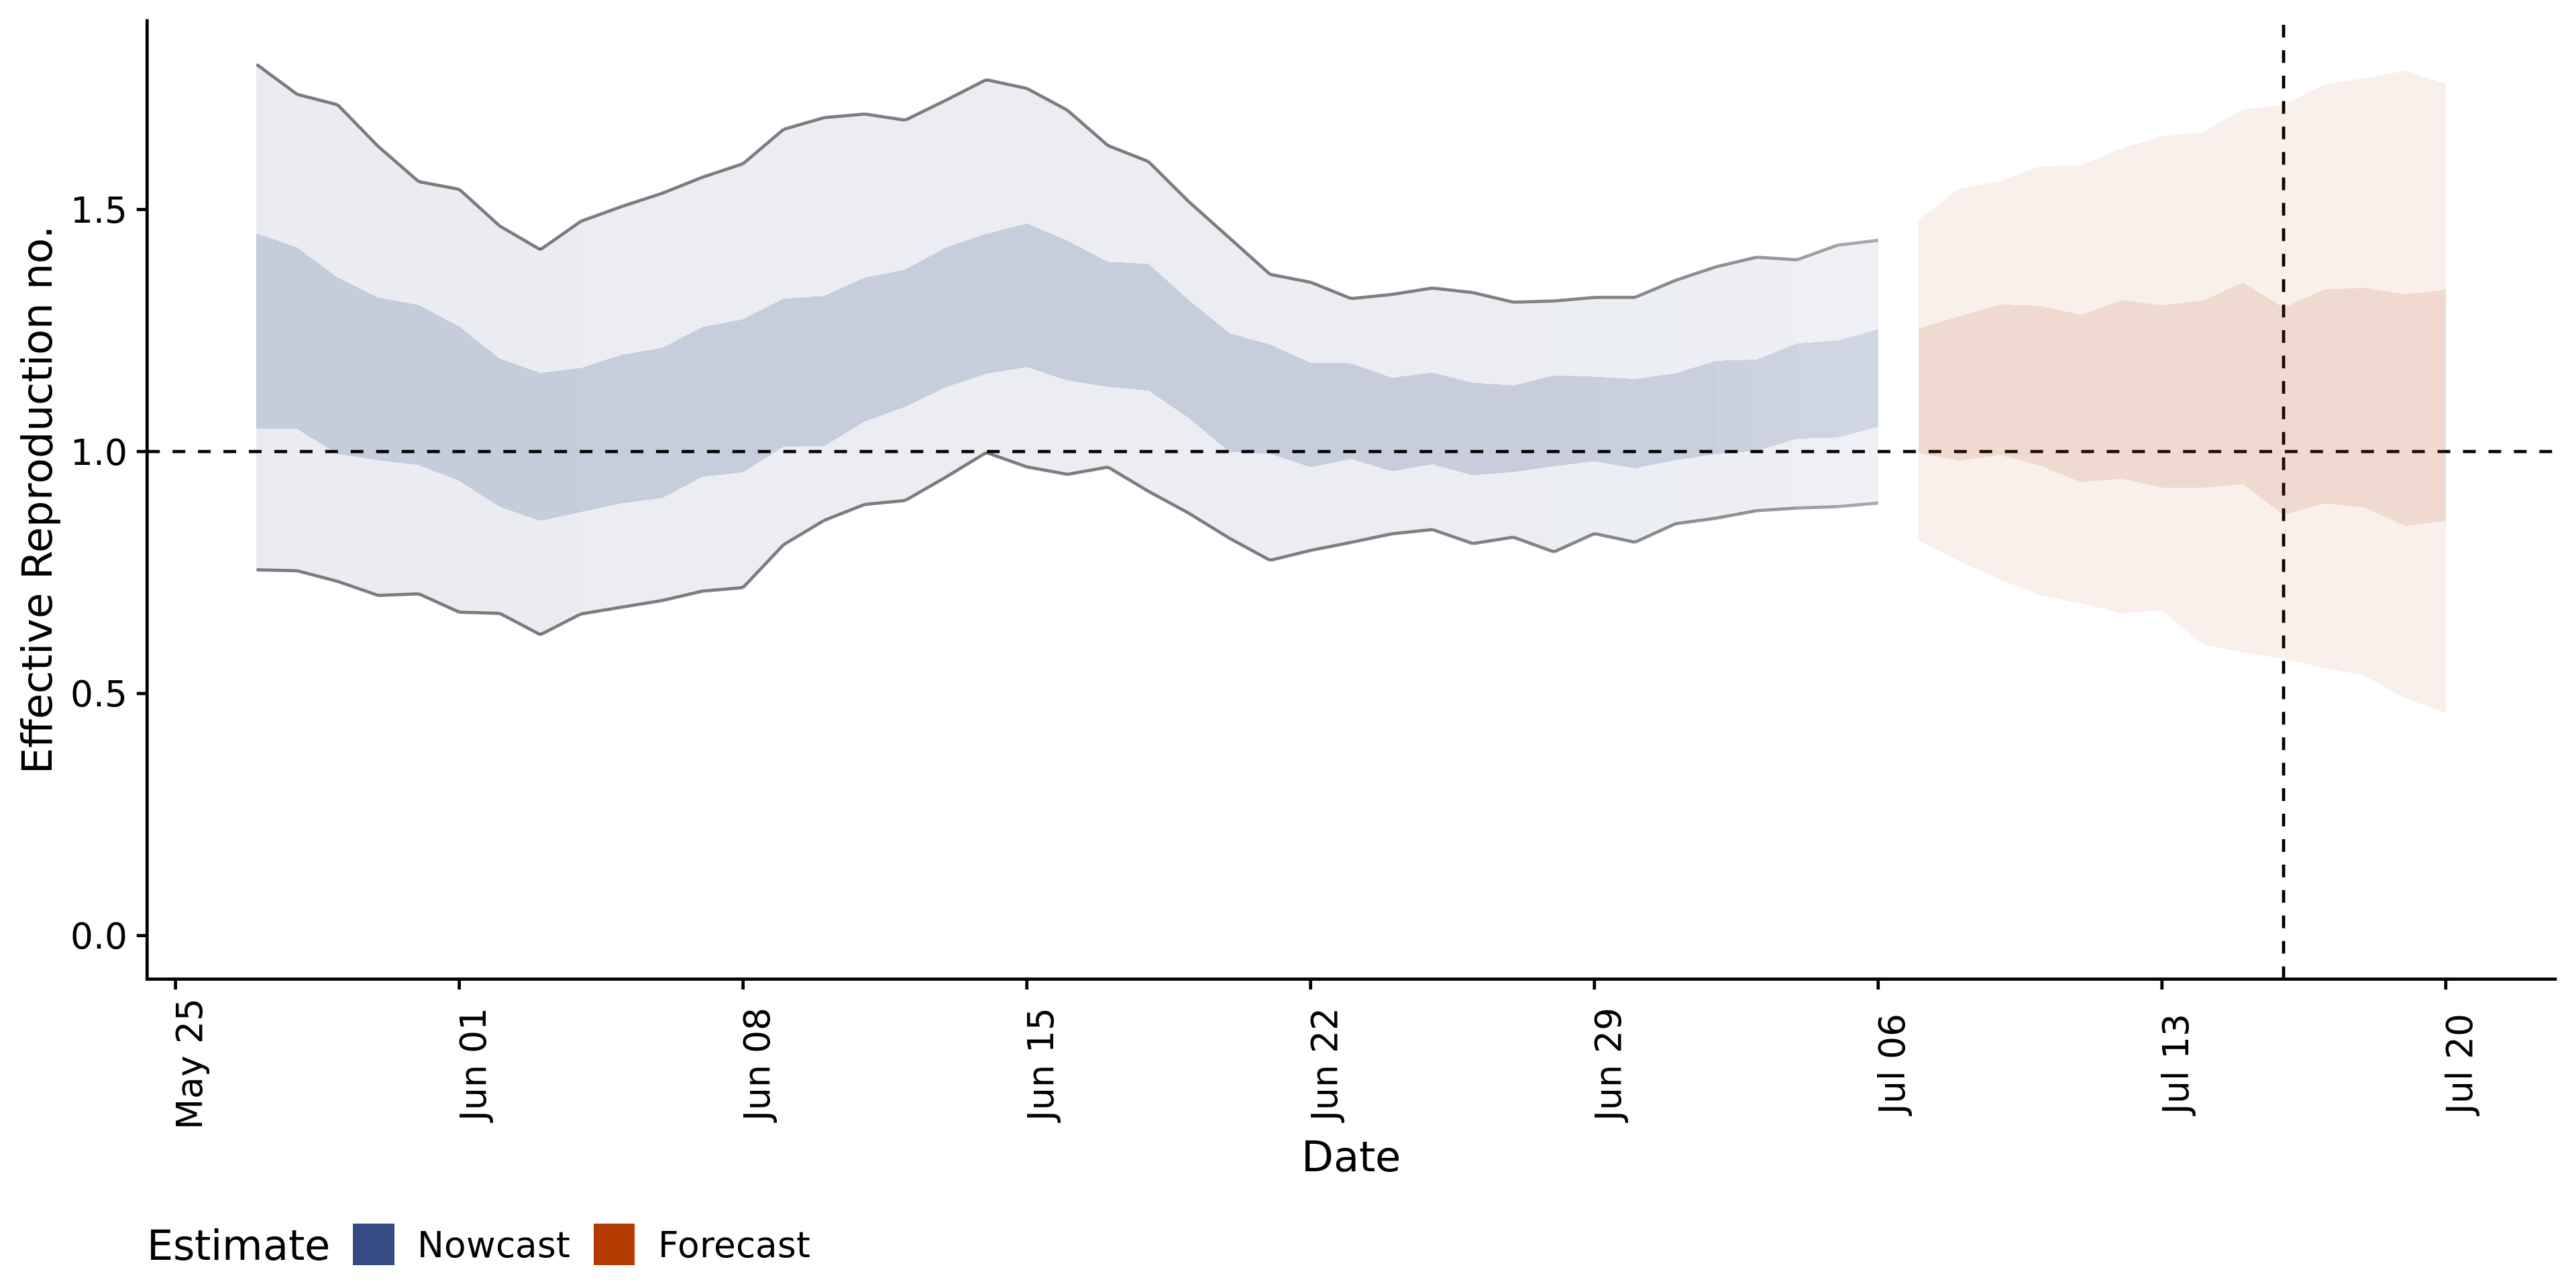 Effective Reproduction no.
1.5
1.0
0.5
0.0
May 25
Jun 01
Jun 08
Jun 15
Jun 22
Jun 29
Jul 06
Jul 13
Jul 20
Date
Estimate Nowcast Forecast